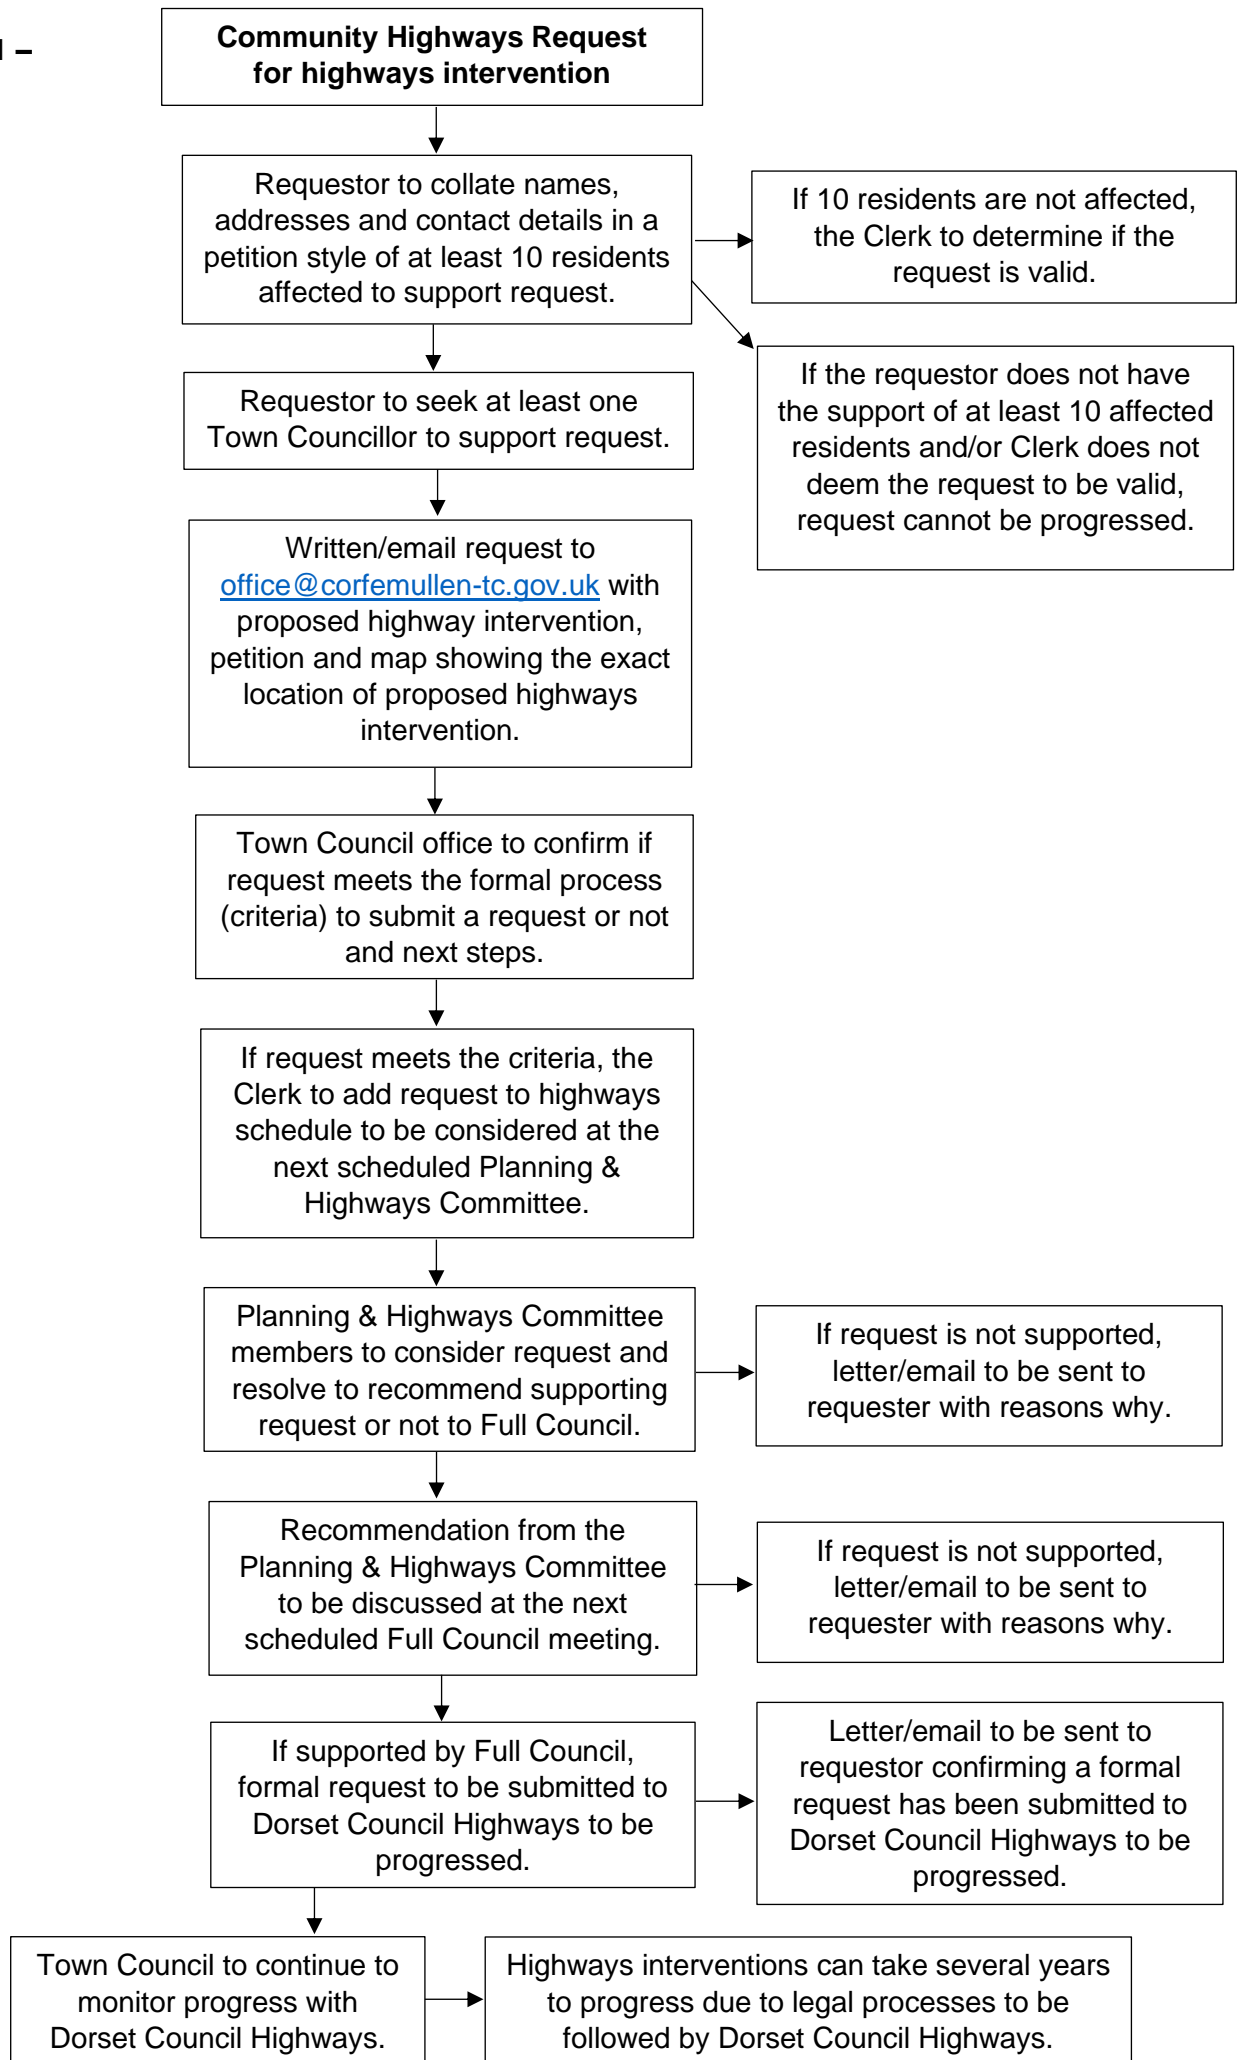 Community Highways Request
for highways intervention
Requestor to collate names,
addresses and contact details in a
petition style of at least 10 residents
affected to support request.
If 10 residents are not affected,
the Clerk to determine if the
request is valid.
If the requestor does not have
the support of at least 10 affected
residents and/or Clerk does not
deem the request to be valid,
request cannot be progressed.
Requestor to seek at least one
Town Councillor to support request.
Written/email request to
office@corfemullen-tc.gov.uk with
proposed highway intervention,
petition and map showing the exact
location of proposed highways
intervention.
Town Council office to confirm if
request meets the formal process
(criteria) to submit a request or not
and next steps.
If request meets the criteria, the
Clerk to add request to highways
schedule to be considered at the
next scheduled Planning &
Highways Committee.
Planning & Highways Committee
members to consider request and
resolve to recommend supporting
request or not to Full Council.
If request is not supported,
letter/email to be sent to
requester with reasons why.
Recommendation from the
Planning & Highways Committee
to be discussed at the next
scheduled Full Council meeting.
If request is not supported,
letter/email to be sent to
requester with reasons why.
If supported by Full Council,
formal request to be submitted to
Dorset Council Highways to be
progressed.
Letter/email to be sent to
requestor confirming a formal
request has been submitted to
Dorset Council Highways to be
progressed.
Town Council to continue to
monitor progress with
Dorset Council Highways.
Highways interventions can take several years
to progress due to legal processes to be
followed by Dorset Council Highways.